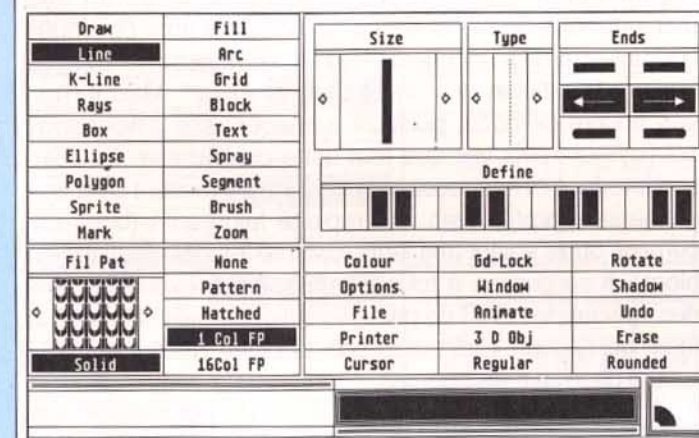 Draw Fill
Line Arc
K-Line Grid
Rays Block
Box Text
Ellipse Spray
Polygon Segment
Sprite Brush
Mark Zoom
Size Type Ends
Define
Fil Pat None
Pattern
Hatched
1 Col FP
Solid 16Col FP
Colour Gd-Lock Rotate
Options Window Shadow
File Animate Undo
Printer 3 D Obj Erase
Cursor Regular Rounded